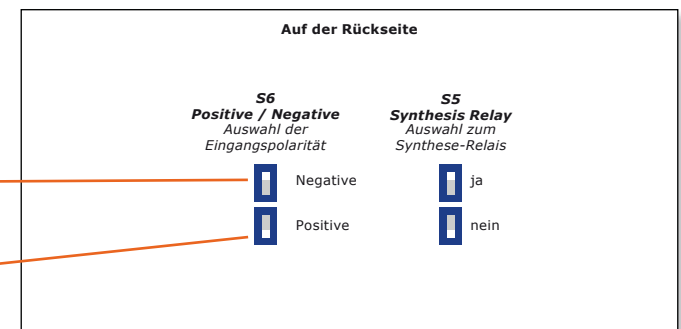 Auf der Rückseite
S6
Positive / Negative
Auswahl der
Eingangspolarität
Negative
Positive
S5
Synthesis Relay
Auswahl zum
Synthese-Relais
ja
nein